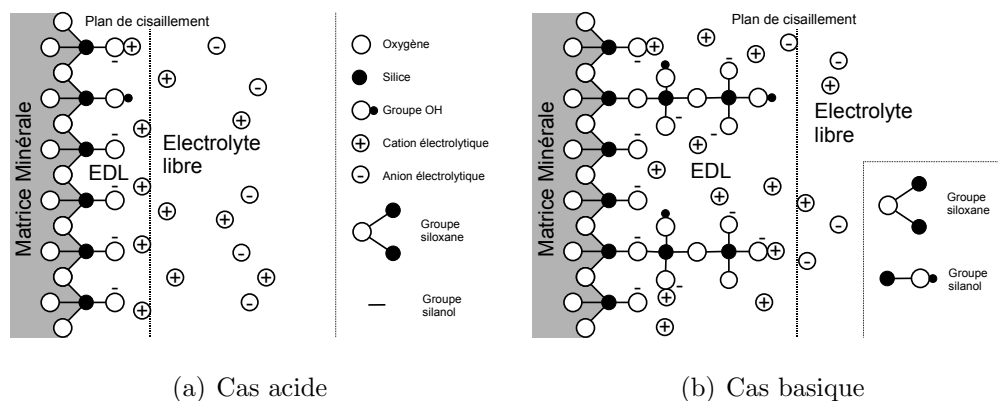 Plan de cisaillement
Matrice Minérale
EDL
Electrolyte
libre
Oxygène
Silice
Groupe OH
Cation électrolytique
Anion électrolytique
Groupe
siloxane
Groupe
silanol
(a) Cas acide
Plan de cisaillement
Matrice Minérale
EDL
Electrolyte
libre
Groupe
siloxane
Groupe
silanol
(b) Cas basique